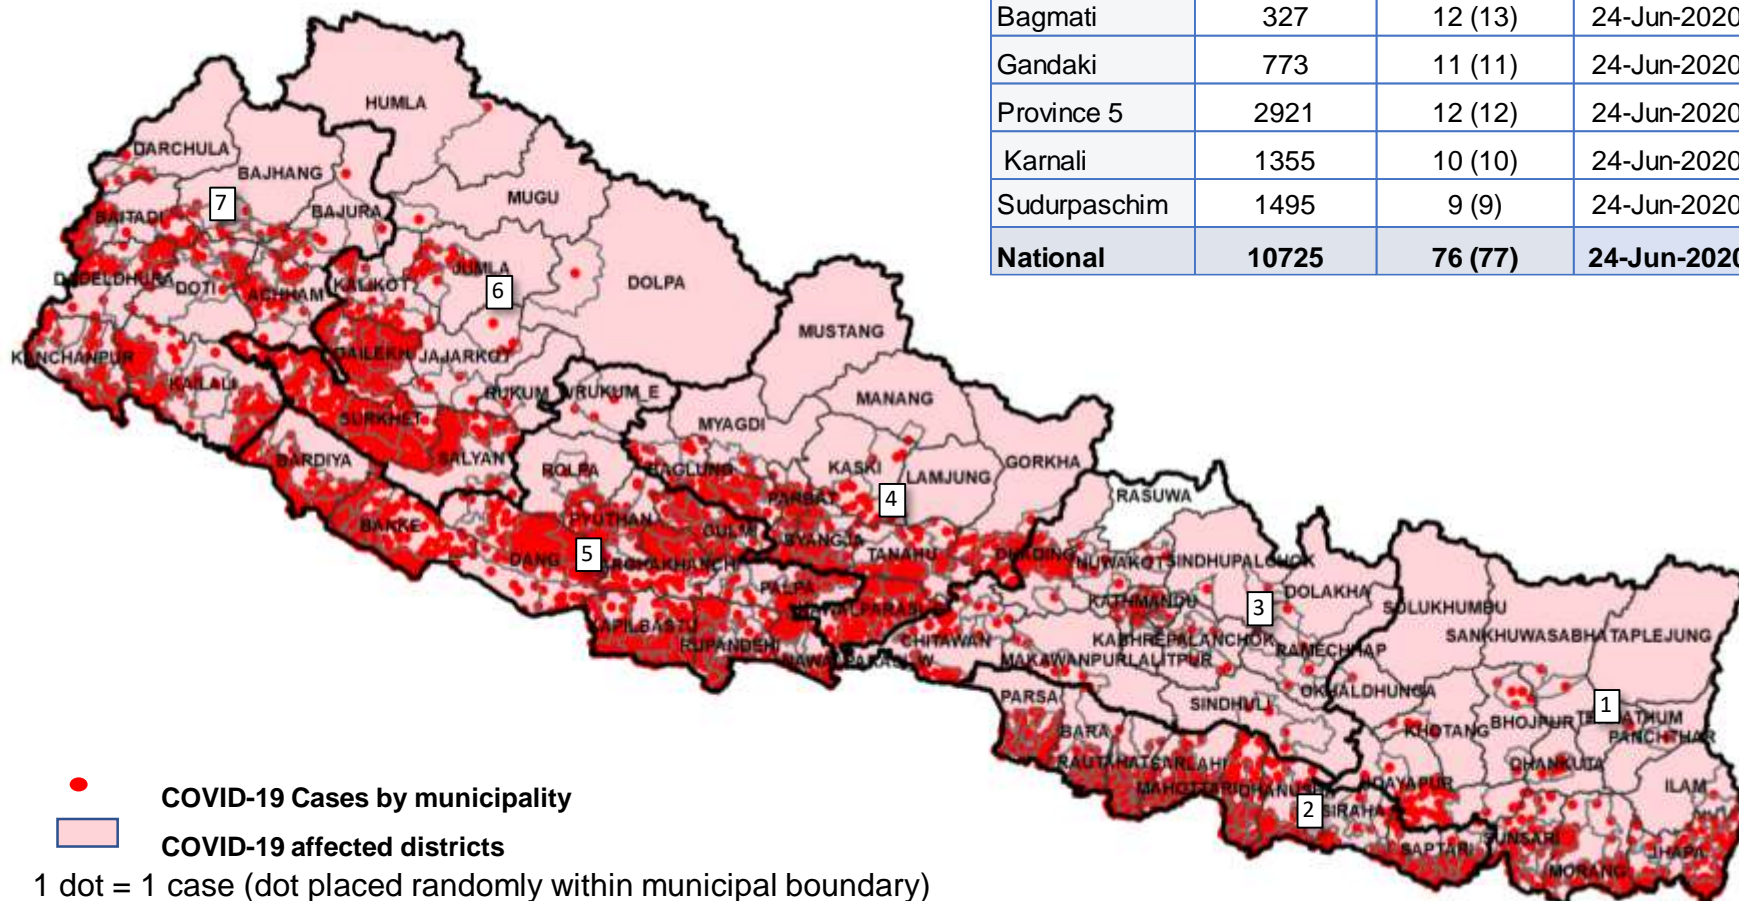 Bagmati 327 12 (13) 24-Jun-2020
Gandaki 773 11 (11) 24-Jun-2020
Province 5 2921 12 (12) 24-Jun-2020
Karnali 1355 10 (10) 24-Jun-2020
Sudurpaschim 1495 9 (9) 24-Jun-2020
National 10725 76 (77) 24-Jun-2020
HUMLA
DARCHULA
BAJHANG
MUGU
7
BAJURA
BAITADI
JUMLA
DADELDHURA
DOTI
ACHHAM
KALIKOT
6
DOLPA
MUSTANG
KANCHANPUR
DAILEKH
JAJARKOT
KAILALI
RUKUM_W
RUKUM_E
MANANG
SURKHET
MYAGDI
BARDIYA
SALYAN
ROLPA
BAGLUNG
KASKI
LAMJUNG
GORKHA
PARBAT
4
RASUWA
BANKE
PYUTHAN
GULMI
SYANGJA
TANAHU
DHADING
NUWAKOT
SINDHUPALCHOK
DANG
5
ARGHAKHANCHI
PALPA
NAWALPARASI_E
KATHMANDU
3
DOLAKHA
SOLUKHUMBU
SANKHUWASABHA
TAPLEJUNG
KAPILBASTU
RUPANDEHI
NAWALPARASI_W
CHITAWAN
KABHREPALANCHOK
RAMECHHAP
MAKAWANPUR
LALITPUR
OKHALDHUNGA
PARSA
SINDHULI
1
BARA
KHOTANG
BHOJPUR
TERHATHUM
PANCHTHAR
RAUTAHAT
SARLAHI
DHANKUTA
MAHOTTARI
DHANUSHA
UDAYAPUR
ILAM
2
SIRAHA
SAPTARI
SUNSARI
MORANG
JHAPA
COVID-19 Cases by municipality
COVID-19 affected districts
1 dot = 1 case (dot placed randomly within municipal boundary)